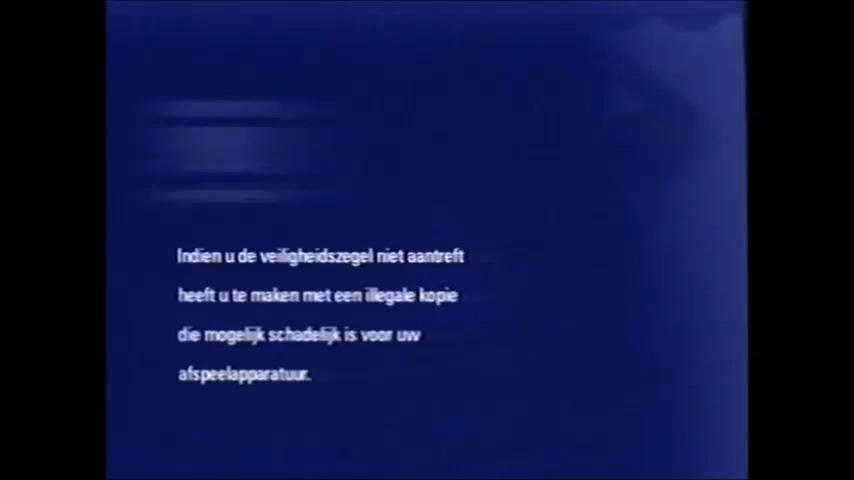 Indien u de veiligheidszegel niet aantreft
heeft u te maken met een illegale kopie
die mogelijk schadelijk is voor uw
afspeelapparatuur.